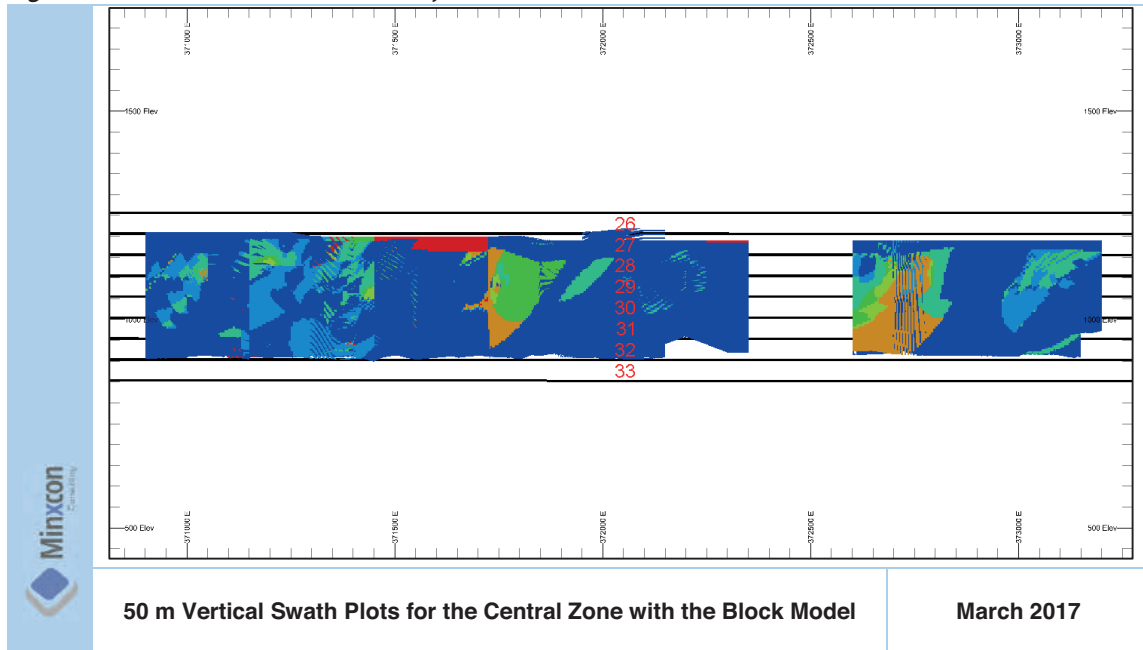 371000 E 371500 E 372000 E 372500 E 373000 E
1500 Elev 1500 Elev
26
27
28
29
30
1000 1000
31
32
33
371000 E 371500 E 372000 E 372500 E 373000 E
500 Elev 500 Elev
Minxcon
50 m Vertical Swath Plots for the Central Zone with the Block Model
March 2017